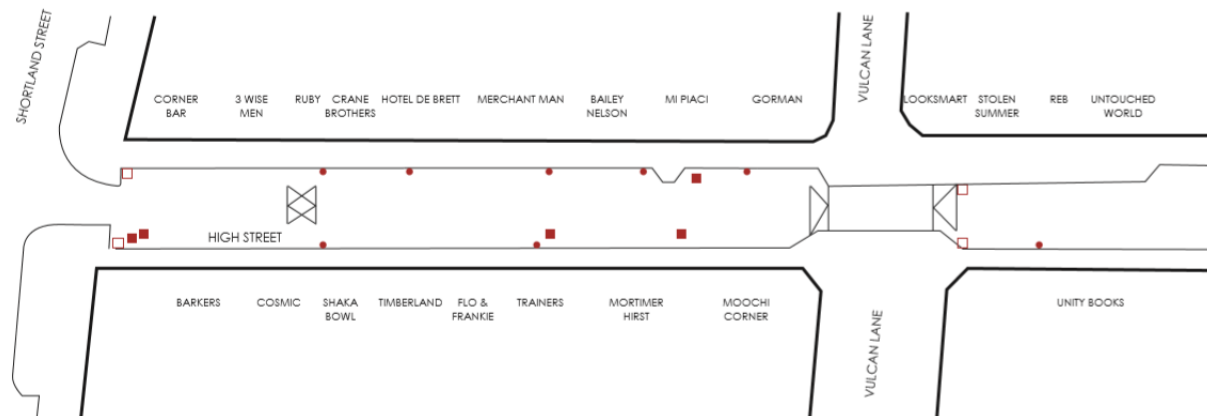 SHORTLAND STREET
VULCAN LANE
CORNER
BAR
3 WISE
MEN
RUBY
CRANE
BROTHERS
HOTEL DE BRETT
MERCHANT MAN
BAILEY
NELSON
MI PIACI
GORMAN
LOOKSMART
STOLEN
SUMMER
REB
UNTOUCHED
WORLD
HIGH STREET
BARKERS
COSMIC
SHAKA
BOWL
TIMBERLAND
FLO &
FRANKIE
TRAINERS
MORTIMER
HIRST
MOOCHI
CORNER
VULCAN LANE
UNITY BOOKS